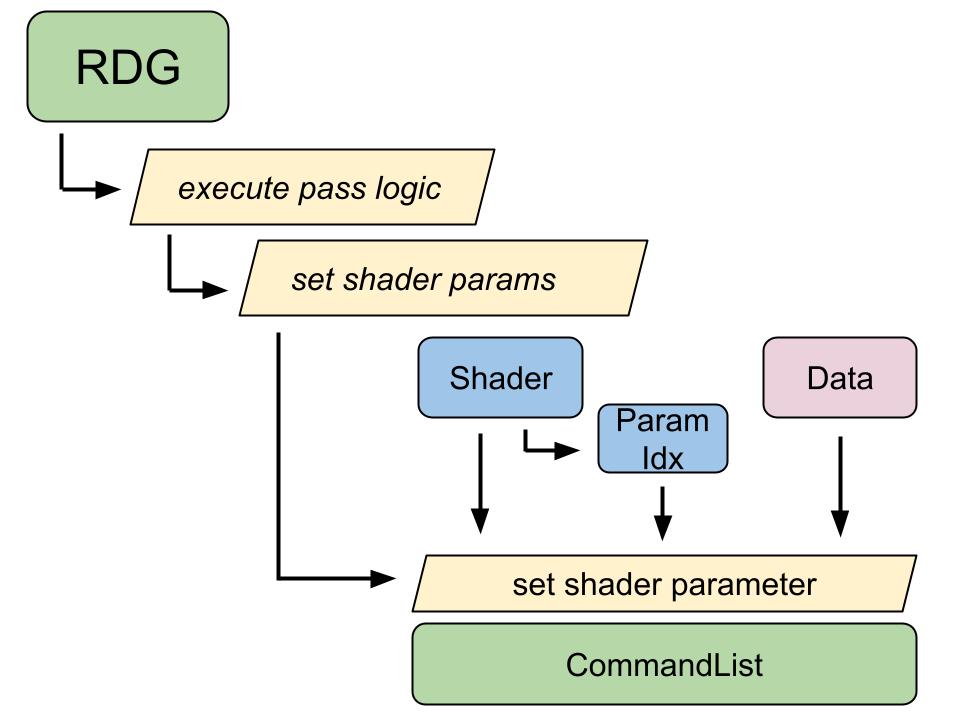 RDG
execute pass logic
set shader params
Shader
Data
Param
Idx
set shader parameter
CommandList